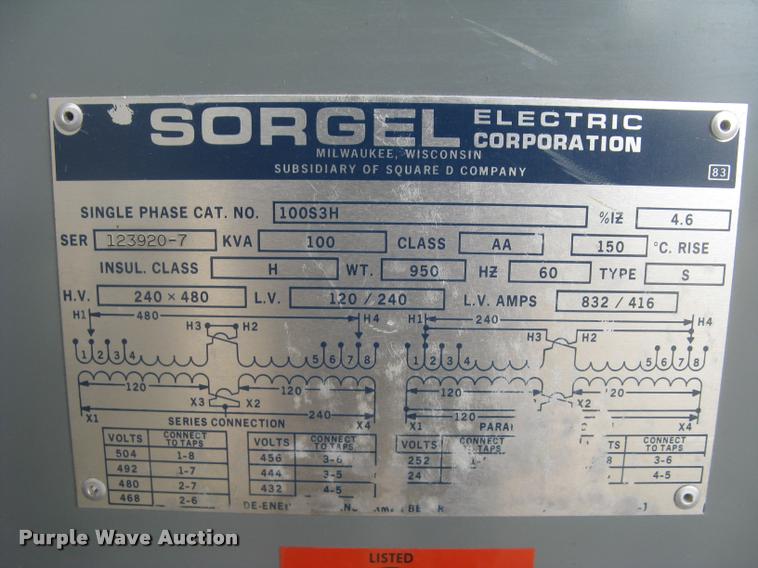 SORGEL ELECTRIC CORPORATION
MILWAUKEE, WISCONSIN
SUBSIDIARY OF SQUARE D COMPANY
83
SINGLE PHASE CAT. NO. 100S3H %IZ 4.6
SER 123920-7 KVA 100 CLASS AA 150 °C. RISE
INSUL. CLASS H WT. 950 HZ 60 TYPE S
H.V. 240 × 480 L.V. 120 / 240 L.V. AMPS 832 / 416
H1 480 H3 H2 H4 H1 240 H3 H2 H4
1 2 3 4 5 6 7 8 1 2 3 4 5 6 7 8
120 120 120 20
X1 X3 X2 240 X4 X1 120 X2 X4
SERIES CONNECTION PARA
VOLTS CONNECT TO TAPS VOLTS CONNECT TO TAPS VOLTS CONNECT TS CONNECT TO TAPS
504 1-8 456 3-6 252 8 3-6
492 1-7 444 3-5 24 4-5
480 2-7 432 4-5
468 2-6
DE-ENE
LISTED
Purple Wave Auction